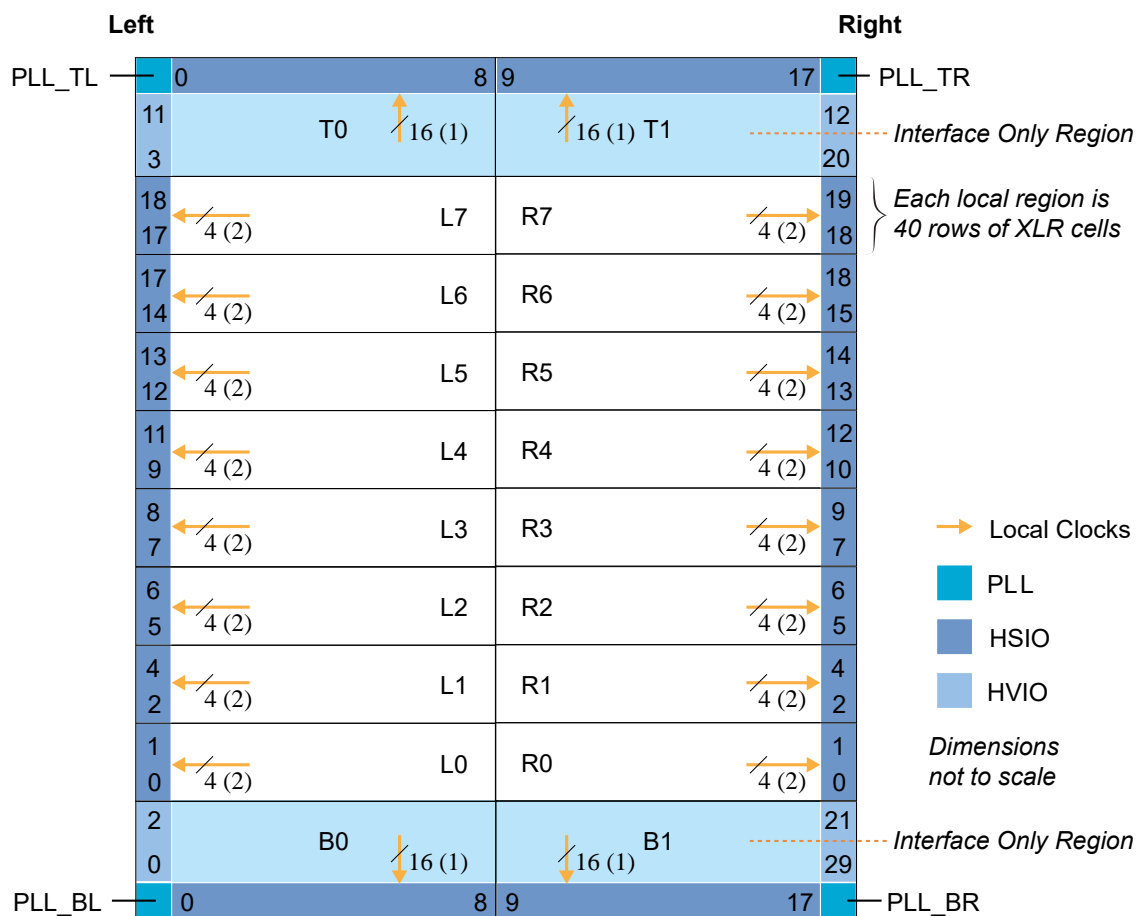 Left Right
PLL_TL 0 8 9 17 PLL_TR
11 T0 16 (1) 16 (1) T1 12 Interface Only Region
3 20
18 4 (2) L7 R7 4 (2) 19 Each local region is
17 18 40 rows of XLR cells
17 4 (2) L6 R6 4 (2) 18
14 15
13 4 (2) L5 R5 4 (2) 14
12 13
11 4 (2) L4 R4 4 (2) 12
9 10
8 4 (2) L3 R3 4 (2) 9 Local Clocks
7 7
PLL
6 4 (2) L2 R2 4 (2) 6
5 5
HSIO
4 4 (2) L1 R1 4 (2) 4
2 2
HVIO
1 4 (2) L0 R0 4 (2) 1 Dimensions
0 0 not to scale
2 B0 16 (1) 16 (1) B1 21 Interface Only Region
0 29
PLL_BL 0 8 9 17 PLL_BR